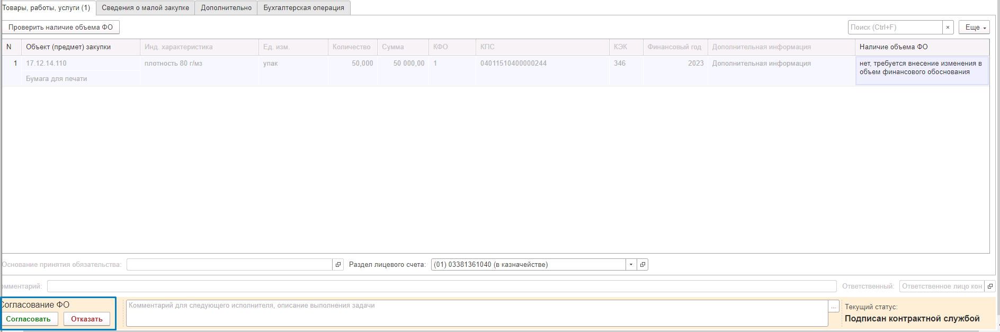 Товары, работы, услуги (1) Сведения о малой закупке Дополнительно Бухгалтерская операция
Проверить наличие объема ФО Поиск (Ctrl+F) × Еще
N Объект (предмет) закупки Инд. характеристика Ед. изм. Количество Сумма КФО КПС КЭК Финансовый год Дополнительная информация Наличие объема ФО
1 17.12.14.110 плотность 80 г/мз упак 50,000 50 000,00 1 04011510400000244 346 2023 Дополнительная информация нет, требуется внесение изменения в
объем финансового обоснования
Бумага для печати
Основание принятия обязательства: Раздел лицевого счета: (01) 03381361040 (в казначействе)
омментарий: Ответственный: Ответственное лицо кон
Согласование ФО
Комментарий для следующего исполнителя, описание выполнения задачи ...
Текущий статус:
Согласовать Отказать
Подписан контрактной службой